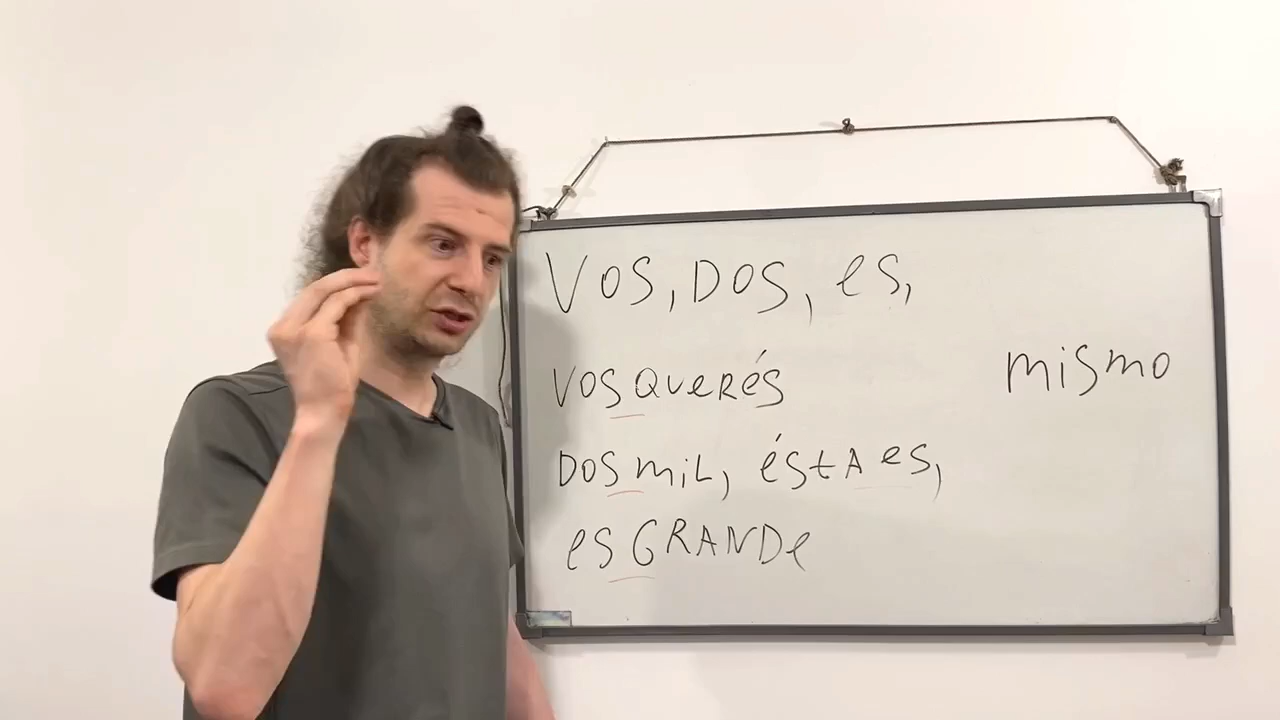 VOS, DOS, es,
VOS QUERéS
mismo
DOS miL, éstA es,
es GRANDe